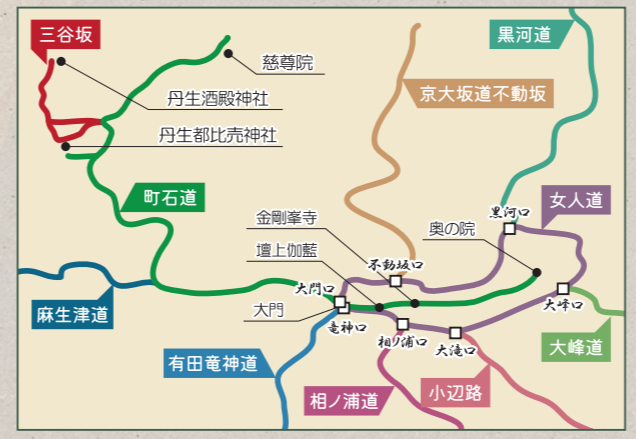 三谷坂
黒河道
慈尊院
京大坂道不動坂
丹生酒殿神社
丹生都比売神社
町石道
女人道
黒河口
金剛峯寺
奥の院
壇上伽藍
不動坂口
大門口
大門
竜神口
大峰口
麻生津道
相ノ浦口
大滝口
大峰道
有田竜神道
小辺路
相ノ浦道